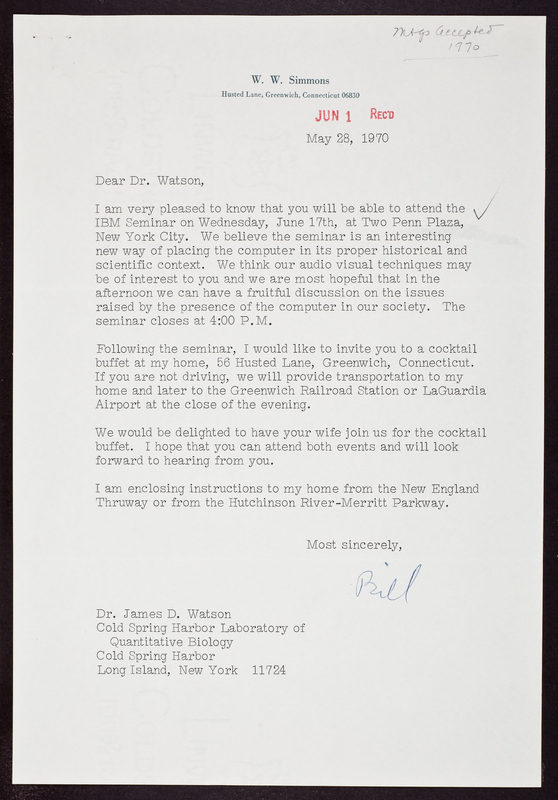 Mtgs Accepted
1970
W. W. Simmons
Husted Lane, Greenwich, Connecticut 06830
JUN 1 REC'D
May 28, 1970
Dear Dr. Watson,
I am very pleased to know that you will be able to attend the
IBM Seminar on Wednesday, June 17th, at Two Penn Plaza,
New York City. We believe the seminar is an interesting
new way of placing the computer in its proper historical and
scientific context. We think our audio visual techniques may
be of interest to you and we are most hopeful that in the
afternoon we can have a fruitful discussion on the issues
raised by the presence of the computer in our society. The
seminar closes at 4:00 P.M.
Following the seminar, I would like to invite you to a cocktail
buffet at my home, 56 Husted Lane, Greenwich, Connecticut.
If you are not driving, we will provide transportation to my
home and later to the Greenwich Railroad Station or LaGuardia
Airport at the close of the evening.
We would be delighted to have your wife join us for the cocktail
buffet. I hope that you can attend both events and will look
forward to hearing from you.
I am enclosing instructions to my home from the New England
Thruway or from the Hutchinson River-Merritt Parkway.
Most sincerely,
Bill
Dr. James D. Watson
Cold Spring Harbor Laboratory of
Quantitative Biology
Cold Spring Harbor
Long Island, New York 11724